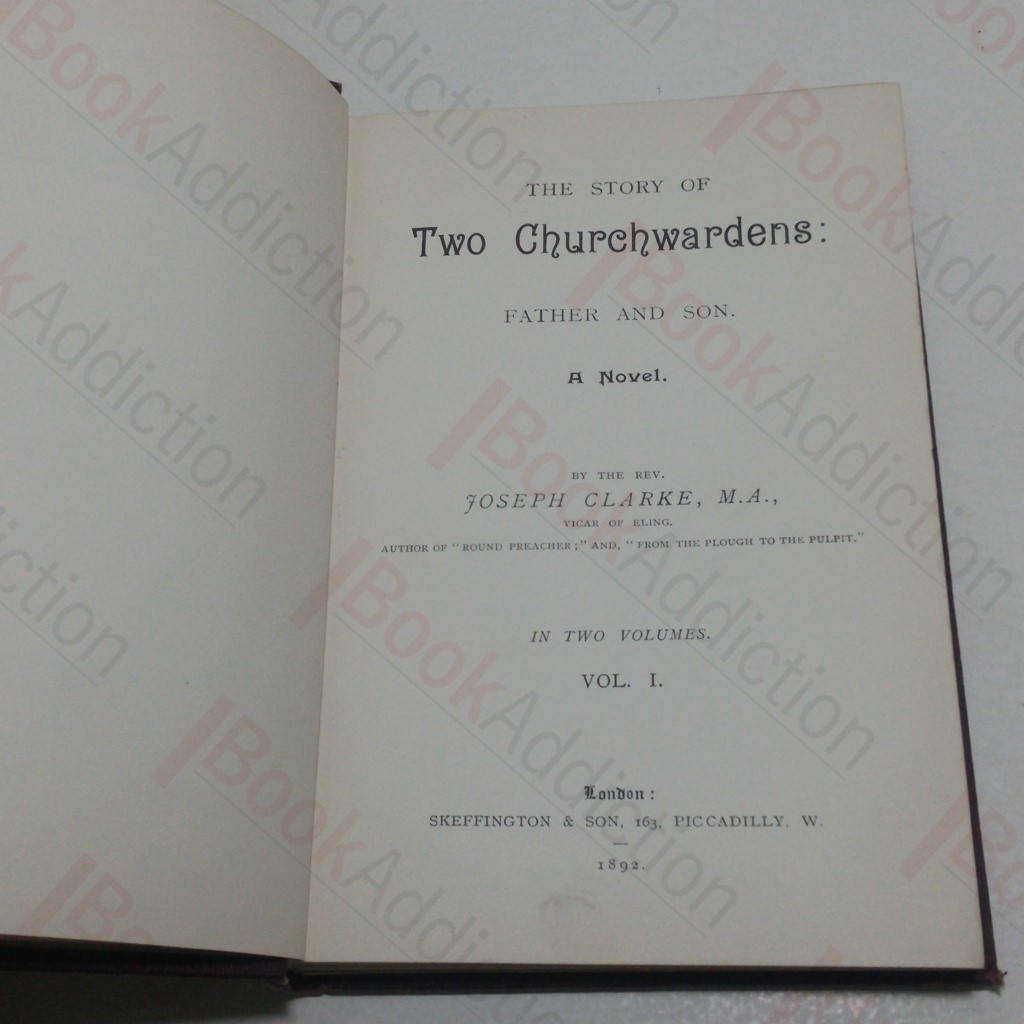 THE STORY OF
Two Churchwardens:
FATHER AND SON.
A Novel.
BY THE REV.
JOSEPH CLARKE, M.A.,
VICAR OF ELING.
AUTHOR OF "ROUND PREACHER;" AND, "FROM THE PLOUGH TO THE PULPIT."
IN TWO VOLUMES.
VOL. I.
London:
SKEFFINGTON & SON, 163, PICCADILLY, W.
1892.
BookAddiction